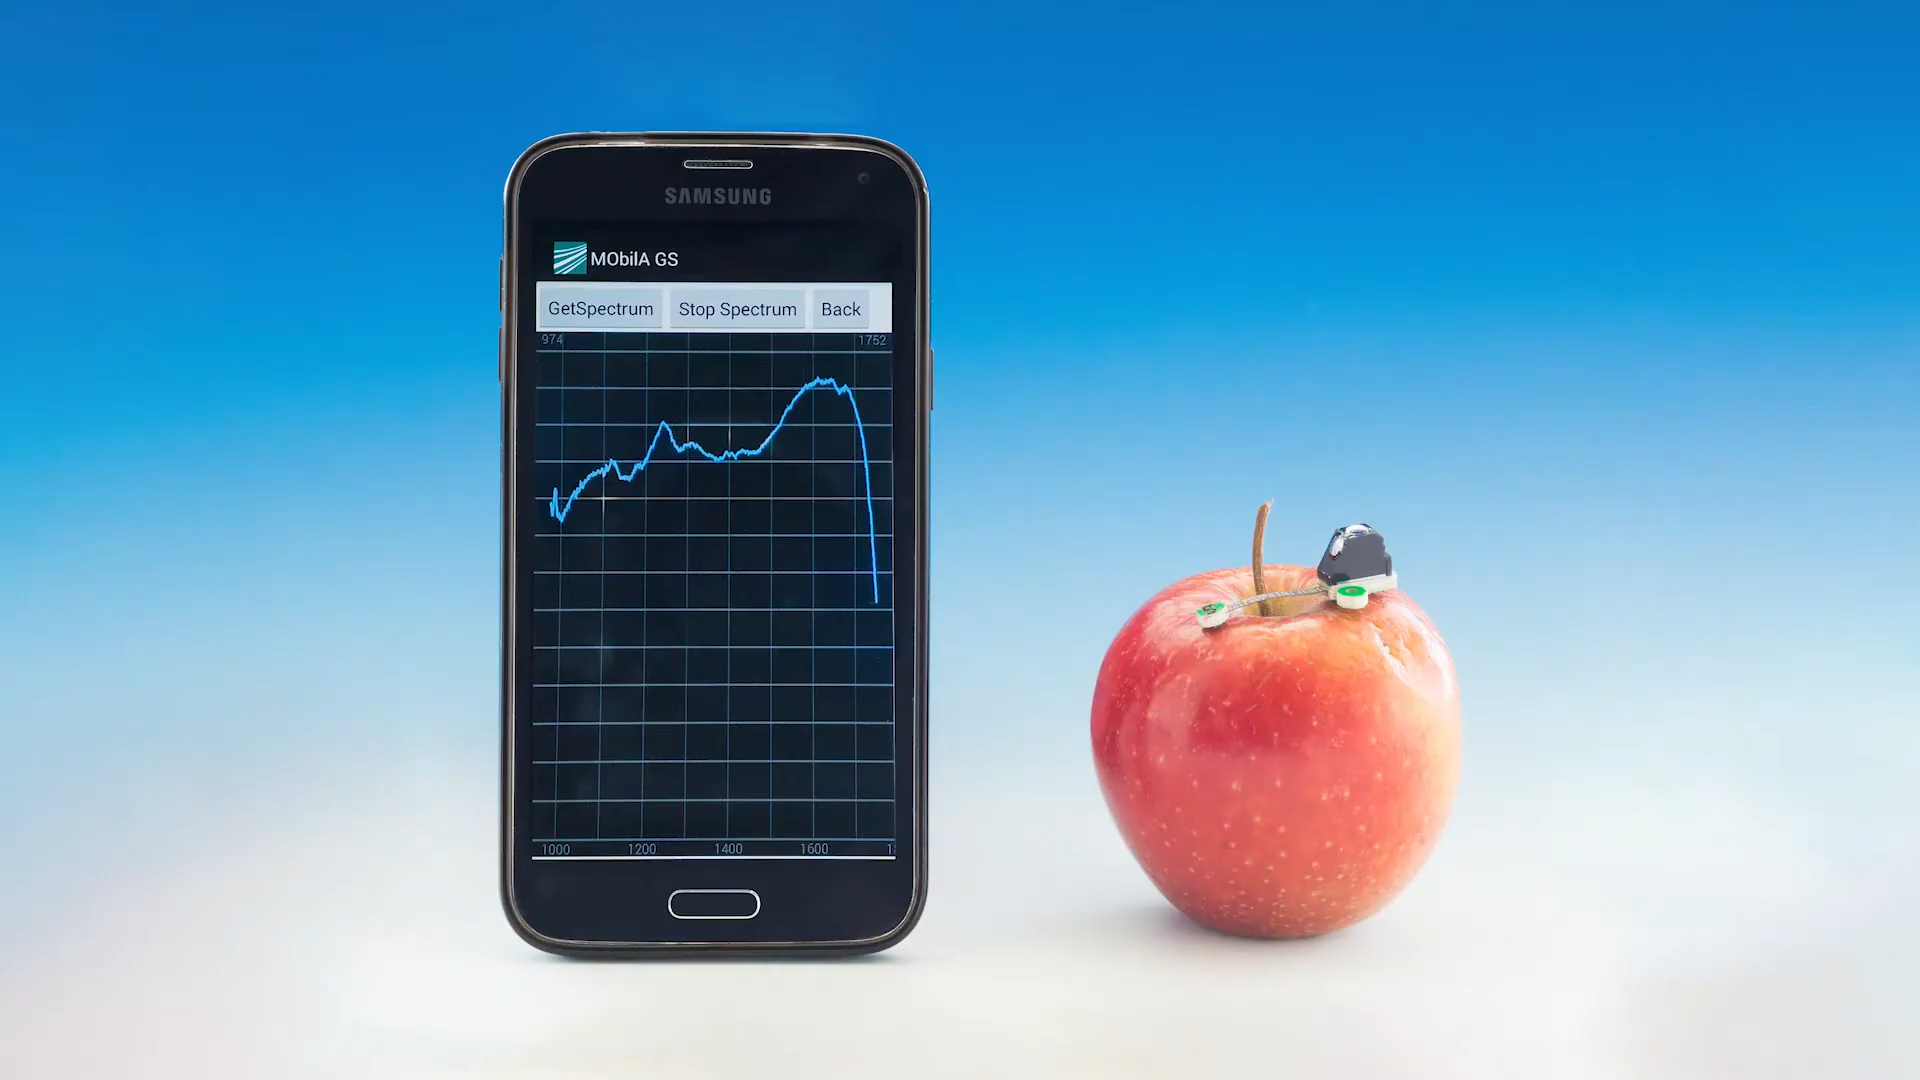 SAMSUNG
MObilA GS
GetSpectrum Stop Spectrum Back
974 1752
1000 1200 1400 1600